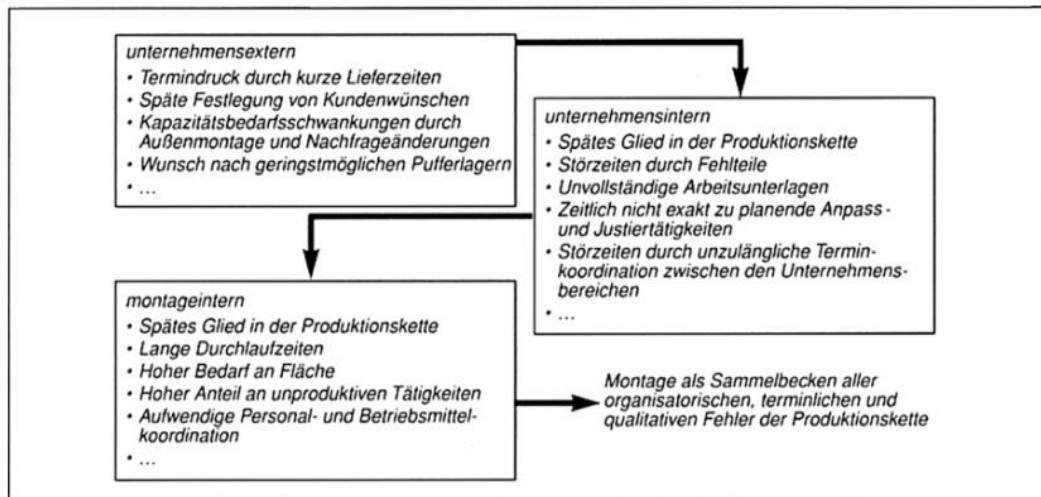 unternehmensextern
• Termindruck durch kurze Lieferzeiten
• Späte Festlegung von Kundenwünschen
• Kapazitätsbedarfsschwankungen durch
Außenmontage und Nachfrageänderungen
• Wunsch nach geringstmöglichen Pufferlagern
• ...
unternehmensintern
• Spätes Glied in der Produktionskette
• Störzeiten durch Fehlteile
• Unvollständige Arbeitsunterlagen
• Zeitlich nicht exakt zu planende Anpass-
und Justiertätigkeiten
• Störzeiten durch unzulängliche Termin-
koordination zwischen den Unternehmens-
bereichen
• ...
montageintern
• Spätes Glied in der Produktionskette
• Lange Durchlaufzeiten
• Hoher Bedarf an Fläche
• Hoher Anteil an unproduktiven Tätigkeiten
• Aufwendige Personal- und Betriebsmittel-
koordination
• ...
Montage als Sammelbecken aller
organisatorischen, terminlichen und
qualitativen Fehler der Produktionskette